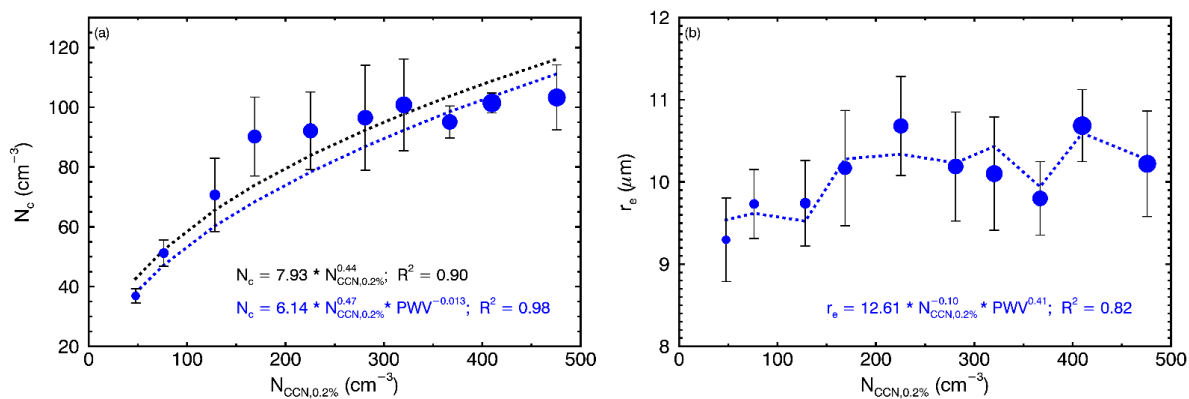 (a)
120
100
80
60
40
20
N_c (cm⁻³)
N_c = 7.93 * N_CCN,0.2%^0.44; R² = 0.90
N_c = 6.14 * N_CCN,0.2%^0.47 * PWV^−0.013; R² = 0.98
0 100 200 300 400 500
N_CCN,0.2% (cm⁻³)
(b)
12
11
10
9
8
r_e (μm)
r_e = 12.61 * N_CCN,0.2%^−0.10 * PWV^0.41; R² = 0.82
0 100 200 300 400 500
N_CCN,0.2% (cm⁻³)